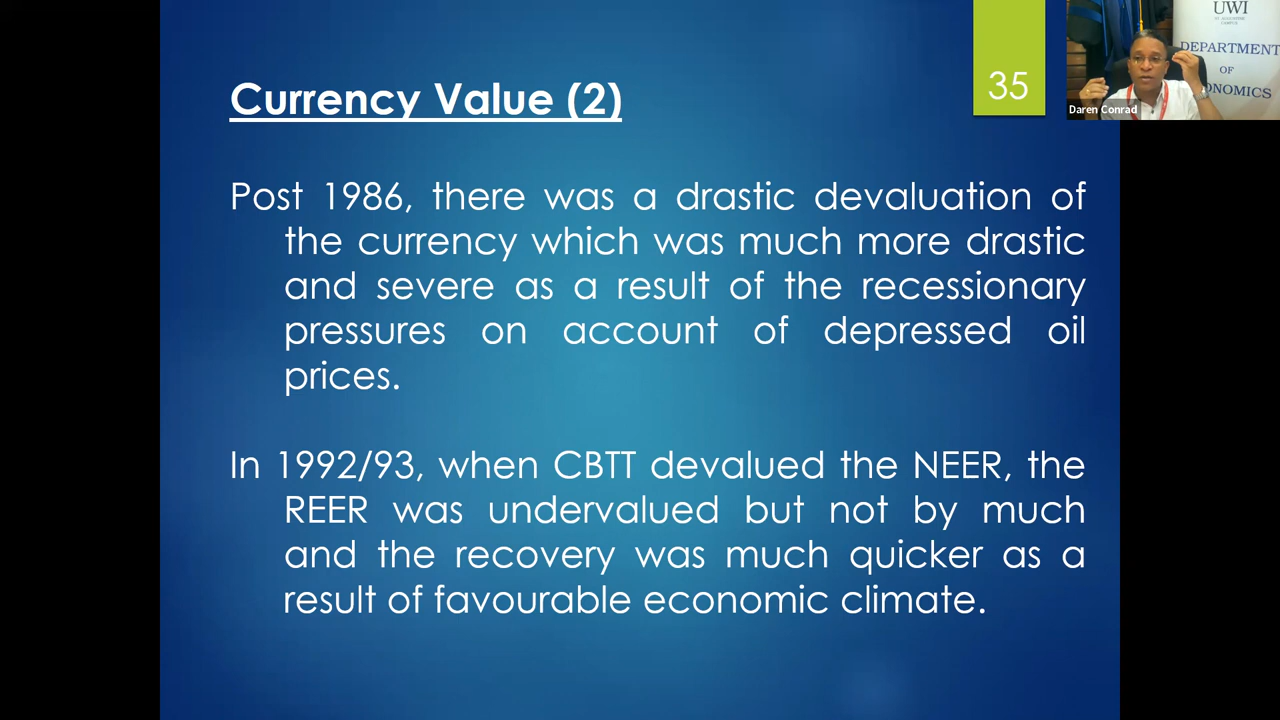 Currency Value (2)
35
Post 1986, there was a drastic devaluation of
the currency which was much more drastic
and severe as a result of the recessionary
pressures on account of depressed oil
prices.
In 1992/93, when CBTT devalued the NEER, the
REER was undervalued but not by much
and the recovery was much quicker as a
result of favourable economic climate.
UWI
DEPARTMENT
OF
ONOMICS
Daren Conrad